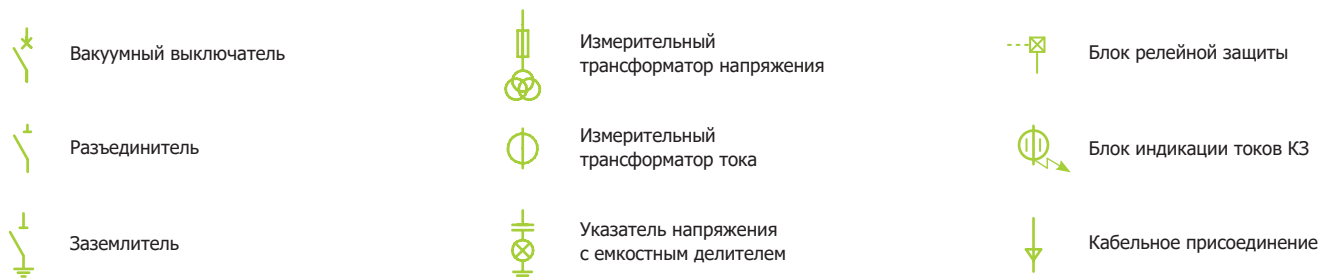 Вакуумный выключатель
Разъединитель
Заземлитель
Измерительный
трансформатор напряжения
Измерительный
трансформатор тока
Указатель напряжения
с емкостным делителем
Блок релейной защиты
Блок индикации токов КЗ
Кабельное присоединение